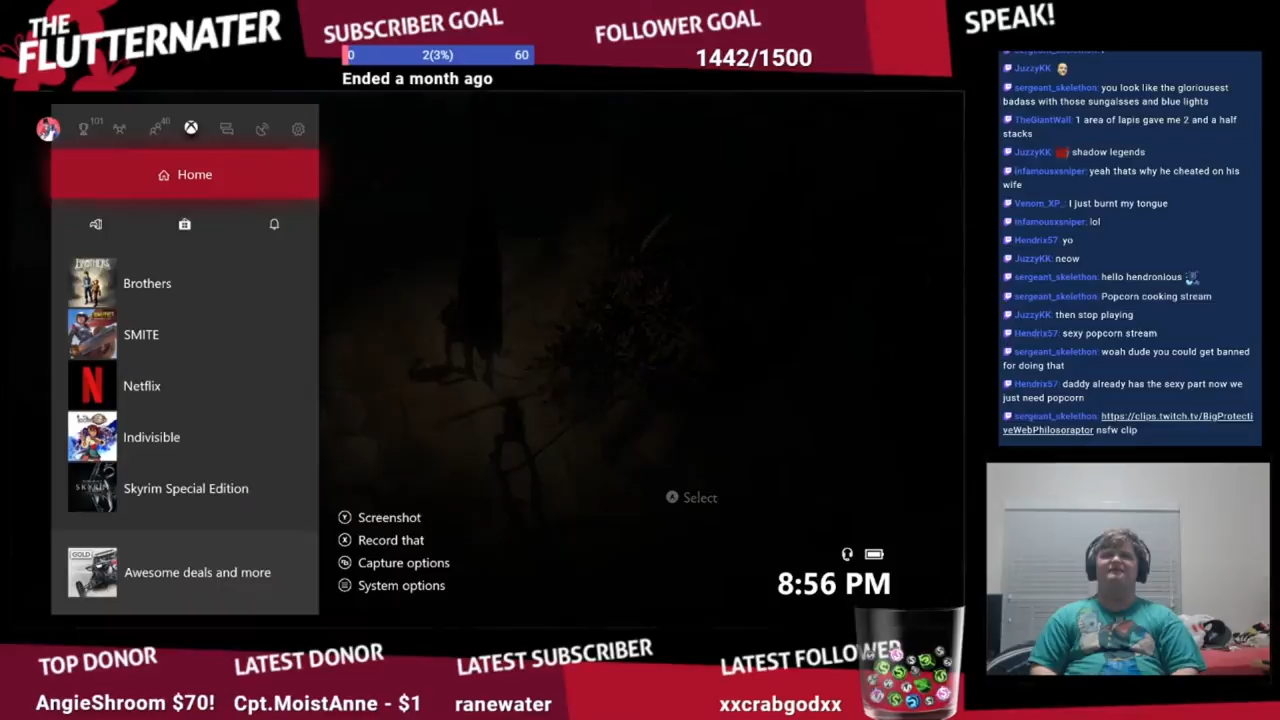 THE
FLUTTERNATER
SUBSCRIBER GOAL
0 2(3%) 60
Ended a month ago
FOLLOWER GOAL
1442/1500
SPEAK!
101
40
Home
Brothers
SMITE
Netflix
Indivisible
Skyrim Special Edition
GOLD
Awesome deals and more
Select
Screenshot
Record that
Capture options
System options
8:56 PM
JuzzyKK
sergeant_skelethon: you look like the gloriousest
badass with those sungalsses and blue lights
TheGiantWall: 1 area of lapis gave me 2 and a half
stacks
JuzzyKK: shadow legends
infamousxsniper: yeah thats why he cheated on his
wife
Venom_XP_: I just burnt my tongue
infamousxsniper: lol
Hendrix57: yo
JuzzyKK: neow
sergeant_skelethon: hello hendronious
sergeant_skelethon: Popcorn cooking stream
JuzzyKK: then stop playing
Hendrix57: sexy popcorn stream
sergeant_skelethon: woah dude you could get banned
for doing that
Hendrix57: daddy already has the sexy part now we
just need popcorn
sergeant_skelethon: https://clips.twitch.tv/BigProtecti
veWebPhilosoraptor nsfw clip
TOP DONOR
AngieShroom $70!
LATEST DONOR
Cpt.MoistAnne - $1
LATEST SUBSCRIBER
ranewater
LATEST FOLLOWER
xxcrabgodxx